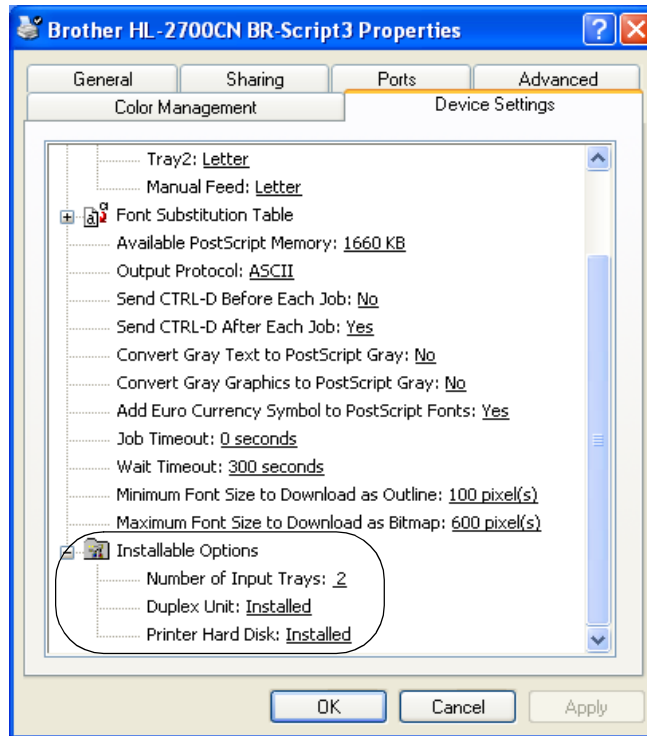 Brother HL-2700CN BR-Script3 Properties
General
Sharing
Ports
Advanced
Color Management
Device Settings
Tray2: Letter
Manual Feed: Letter
Font Substitution Table
Available PostScript Memory: 1660 KB
Output Protocol: ASCII
Send CTRL-D Before Each Job: No
Send CTRL-D After Each Job: Yes
Convert Gray Text to PostScript Gray: No
Convert Gray Graphics to PostScript Gray: No
Add Euro Currency Symbol to PostScript Fonts: Yes
Job Timeout: 0 seconds
Wait Timeout: 300 seconds
Minimum Font Size to Download as Outline: 100 pixel(s)
Maximum Font Size to Download as Bitmap: 600 pixel(s)
Installable Options
Number of Input Trays: 2
Duplex Unit: Installed
Printer Hard Disk: Installed
OK
Cancel
Apply